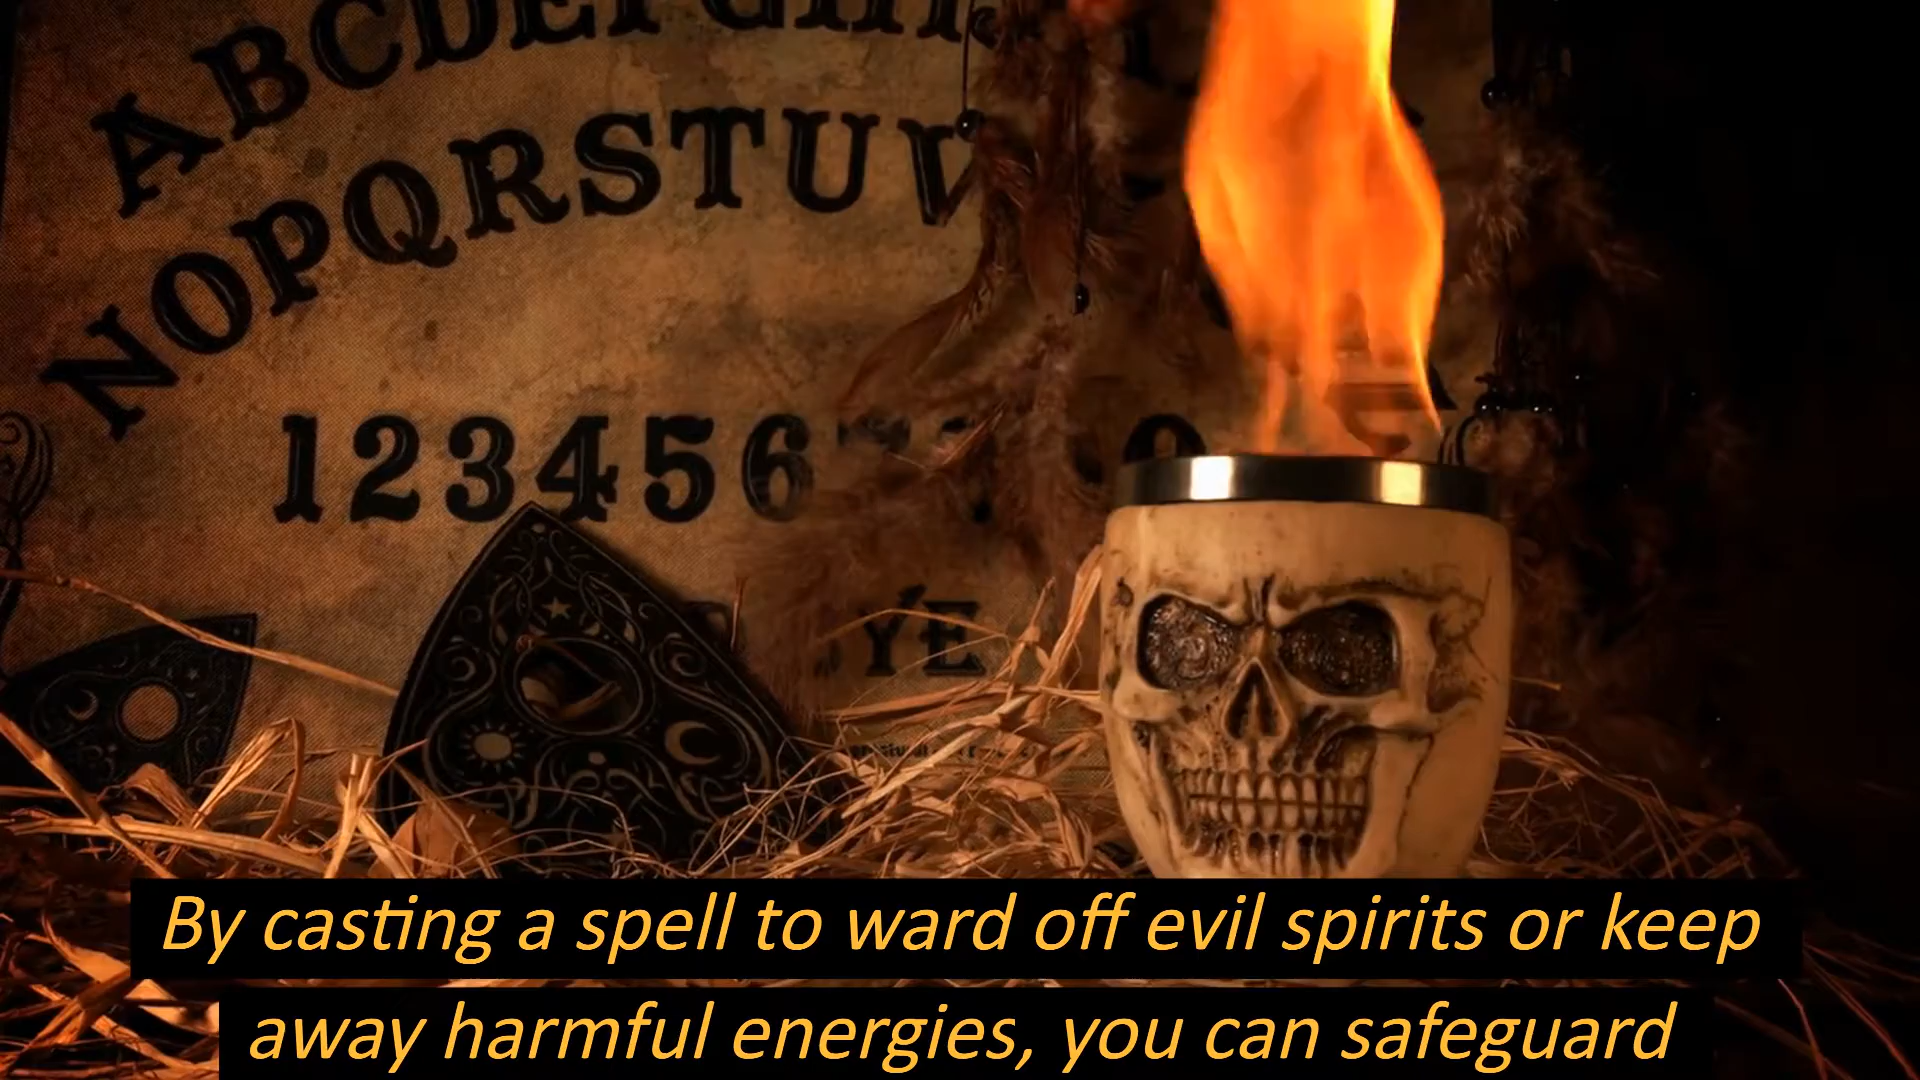 ABCDEFGHI
NOPQRSTUV
123456
YE
By casting a spell to ward off evil spirits or keep
away harmful energies, you can safeguard